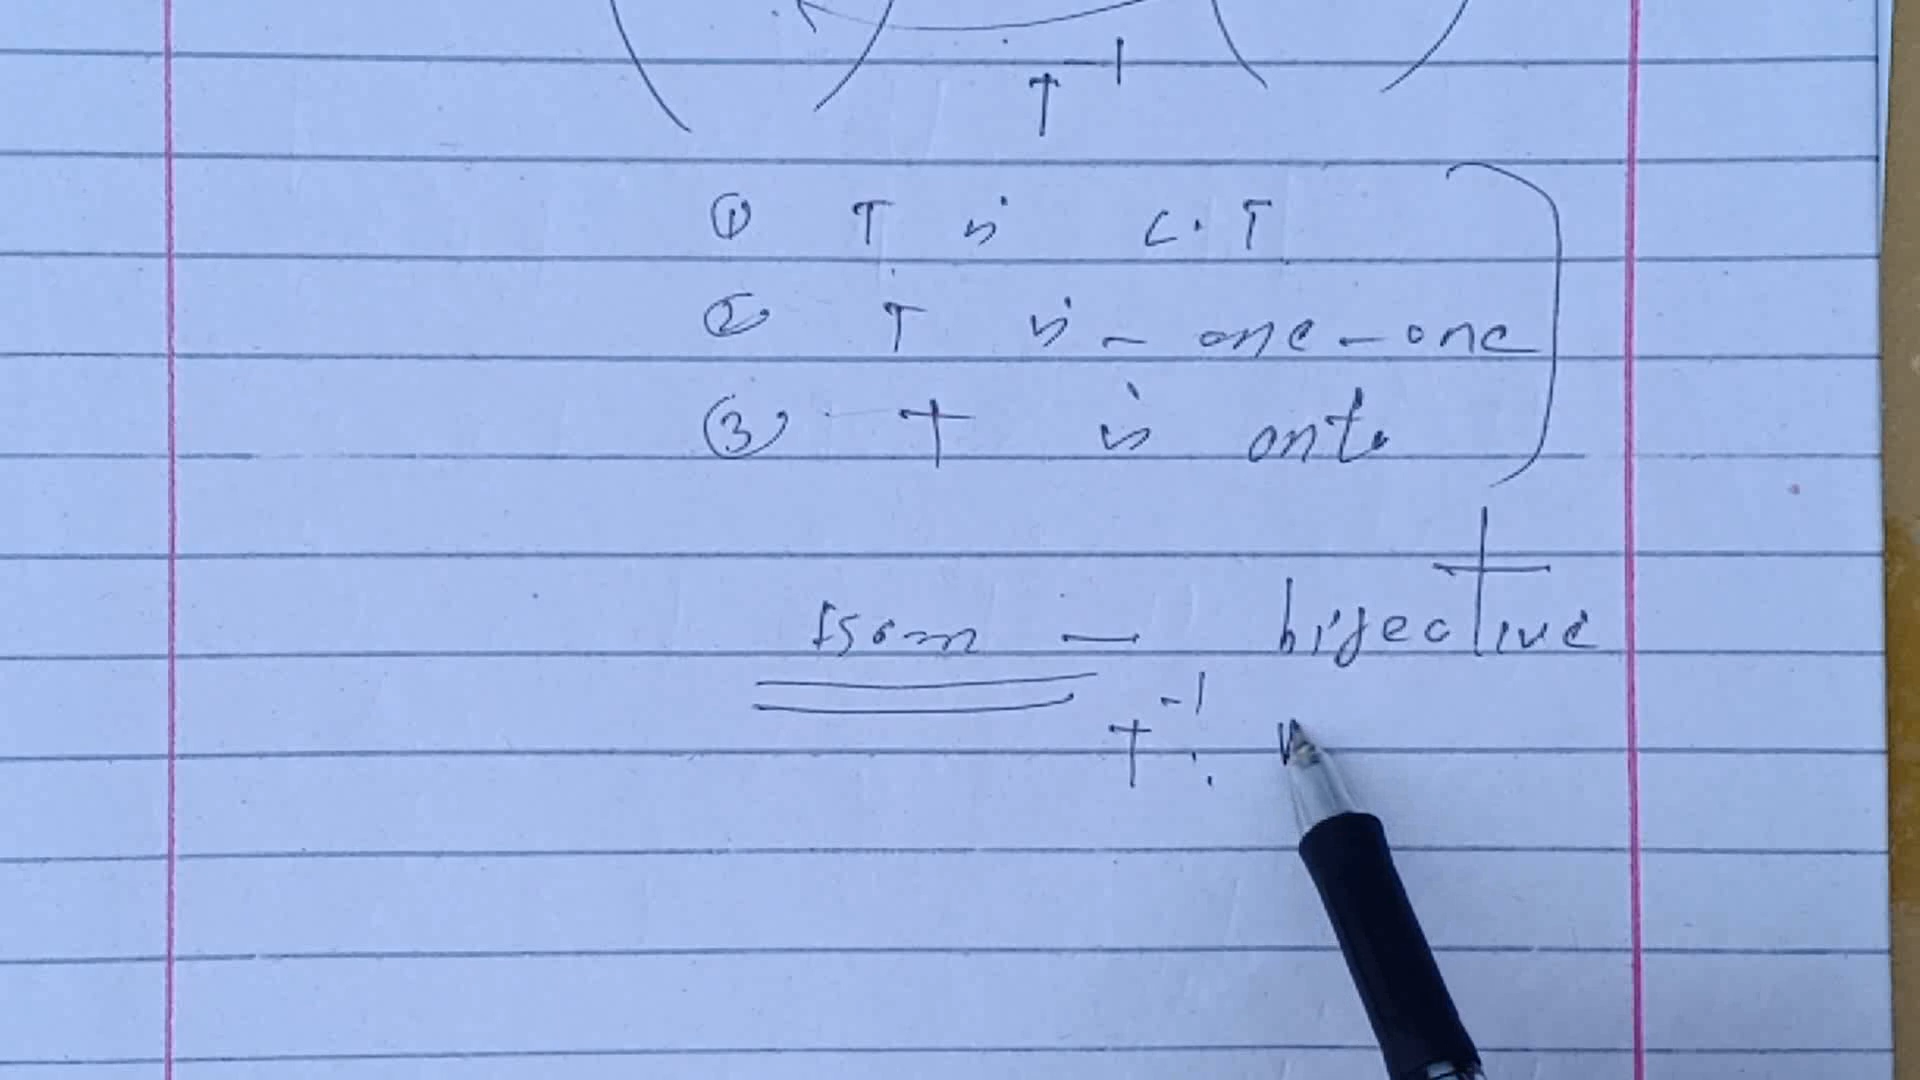 T⁻¹
① T is L.T
② T is - one-one
③ T is onto
Isom — bijective
T⁻¹: